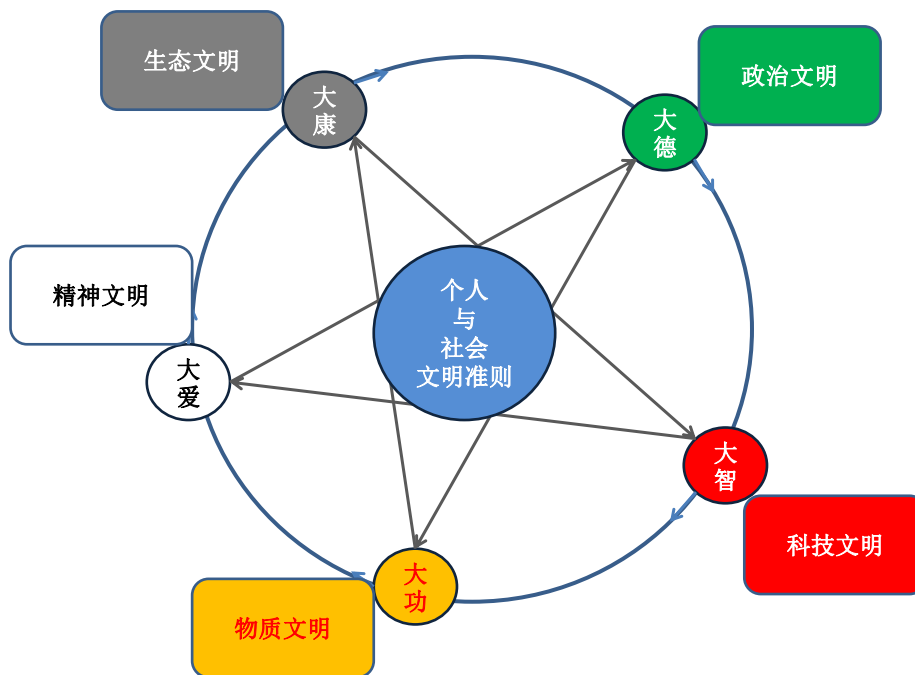 生态文明
政治文明
大
康
大
德
精神文明
个人
与
社会
文明准则
大
爱
大
智
科技文明
大
功
物质文明